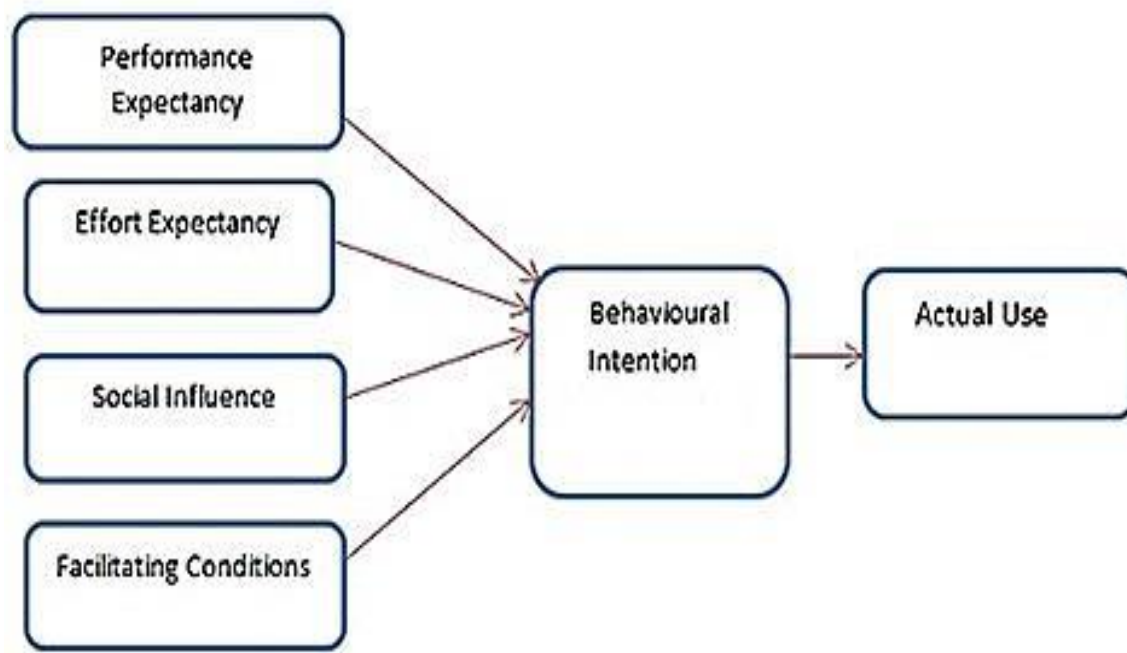 Performance
Expectancy
Effort Expectancy
Social Influence
Facilitating Conditions
Behavioural
Intention
Actual Use